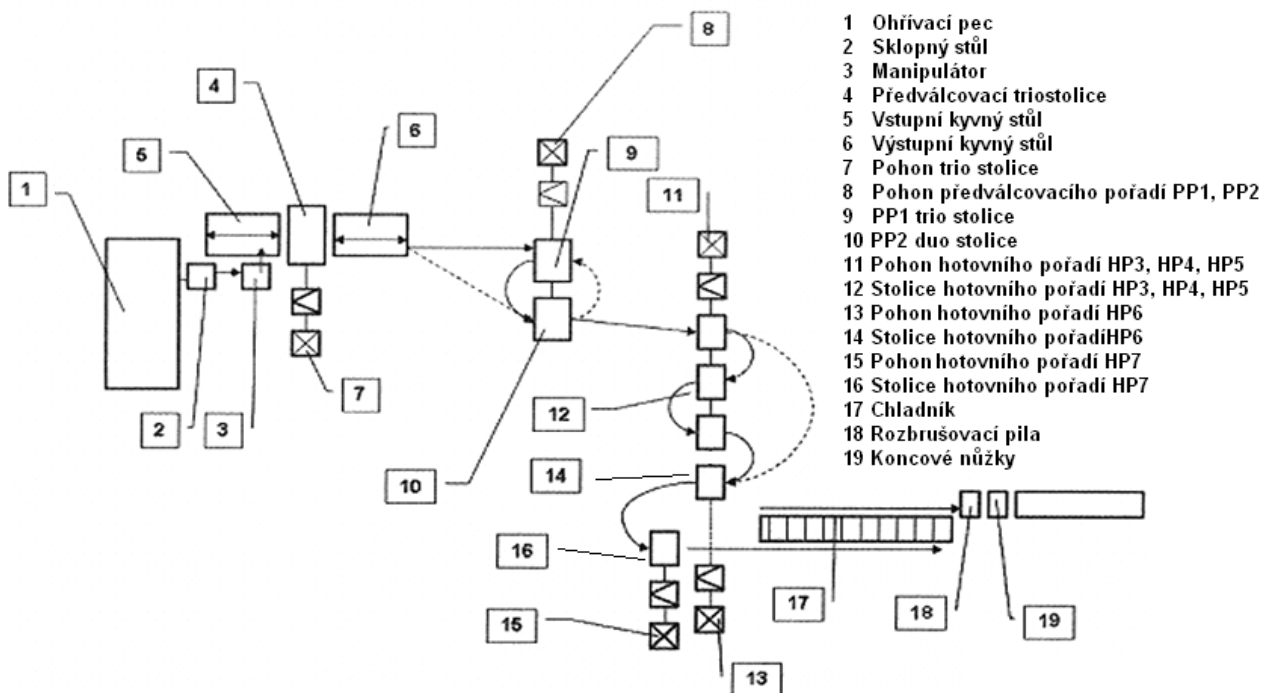 1 Ohřívací pec
2 Sklopný stůl
3 Manipulátor
4 Předválcovací triostolice
5 Vstupní kyvný stůl
6 Výstupní kyvný stůl
7 Pohon trio stolice
8 Pohon předválcovacího pořadí PP1, PP2
9 PP1 trio stolice
10 PP2 duo stolice
11 Pohon hotovního pořadí HP3, HP4, HP5
12 Stolice hotovního pořadí HP3, HP4, HP5
13 Pohon hotovního pořadí HP6
14 Stolice hotovního pořadíHP6
15 Pohon hotovního pořadí HP7
16 Stolice hotovního pořadí HP7
17 Chladník
18 Rozbrušovací pila
19 Koncové nůžky
8
4
6
5
9
1
11
7
2
3
12
14
10
16
17
18
19
15
13